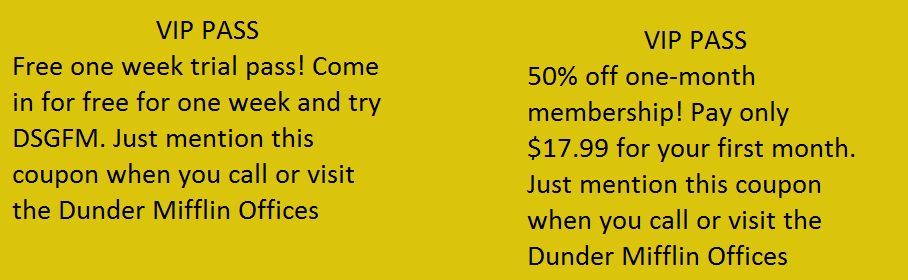 VIP PASS
Free one week trial pass! Come
in for free for one week and try
DSGFM. Just mention this
coupon when you call or visit
the Dunder Mifflin Offices
VIP PASS
50% off one-month
membership! Pay only
$17.99 for your first month.
Just mention this coupon
when you call or visit the
Dunder Mifflin Offices